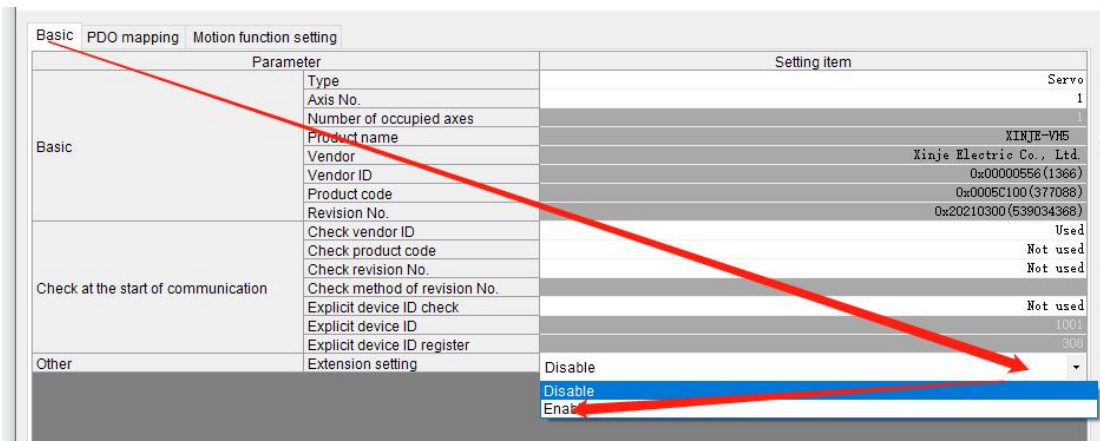 Basic PDO mapping Motion function setting
Parameter Setting item
Basic Type Servo
Axis No. 1
Number of occupied axes 1
Product name XINJE-VH5
Vendor Xinje Electric Co., Ltd.
Vendor ID 0x00000556(1366)
Product code 0x0005C100(377088)
Revision No. 0x20210300(539034368)
Check at the start of communication Check vendor ID Used
Check product code Not used
Check revision No. Not used
Check method of revision No.
Explicit device ID check Not used
Explicit device ID 1001
Explicit device ID register 308
Other Extension setting Disable
Disable